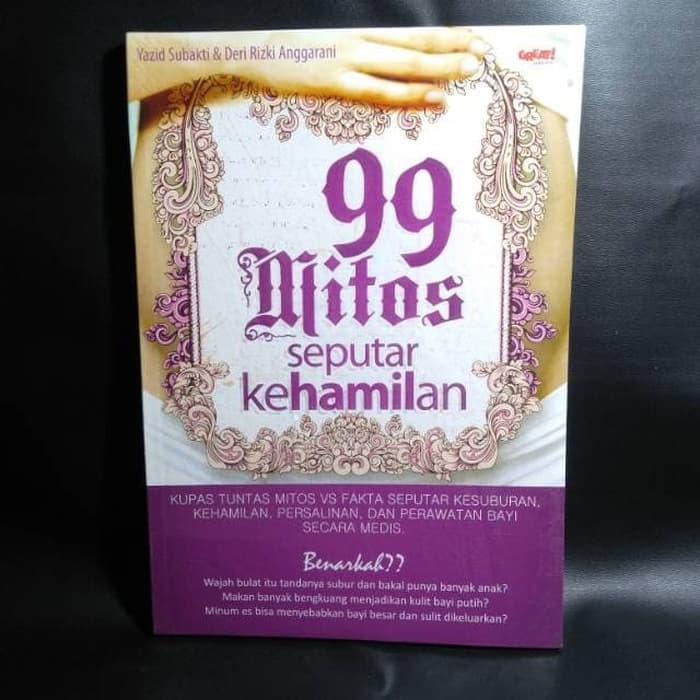 Yazid Subakti & Deri Rizki Anggarani
GREAT!
99
Mitos
seputar
kehamilan
KUPAS TUNTAS MITOS VS FAKTA SEPUTAR KESUBURAN,
KEHAMILAN, PERSALINAN, DAN PERAWATAN BAYI
SECARA MEDIS.
Benarkah??
Wajah bulat itu tandanya subur dan bakal punya banyak anak?
Makan banyak bengkuang menjadikan kulit bayi putih?
Minum es bisa menyebabkan bayi besar dan sulit dikeluarkan?